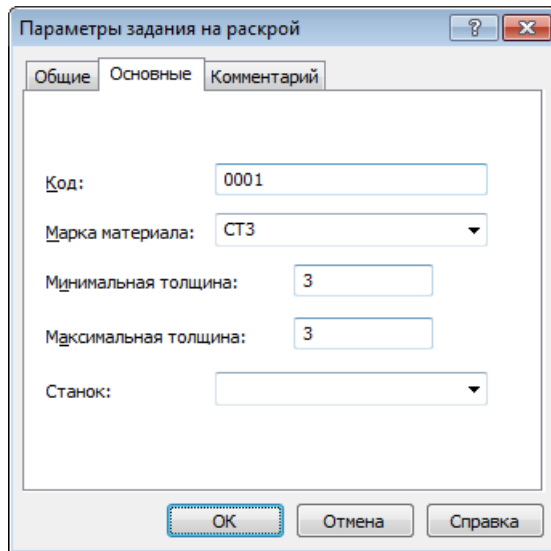 Параметры задания на раскрой
Общие Основные Комментарий
Код: 0001
Марка материала: СТ3
Минимальная толщина: 3
Максимальная толщина: 3
Станок:
ОК Отмена Справка